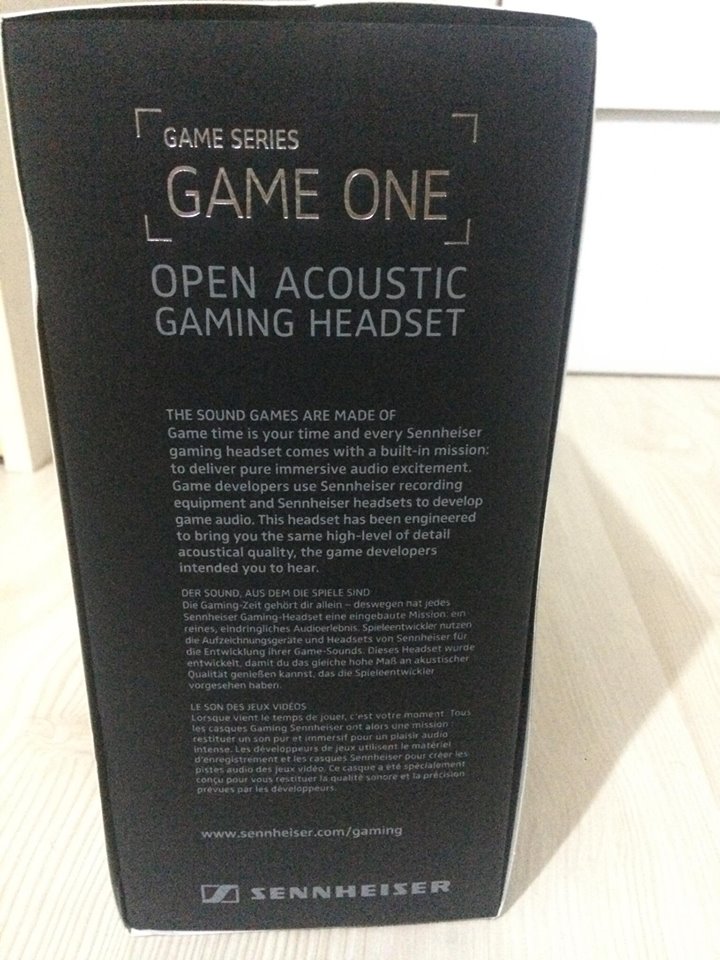 GAME SERIES
GAME ONE
OPEN ACOUSTIC
GAMING HEADSET
THE SOUND GAMES ARE MADE OF
Game time is your time and every Sennheiser
gaming headset comes with a built-in mission:
to deliver pure immersive audio excitement.
Game developers use Sennheiser recording
equipment and Sennheiser headsets to develop
game audio. This headset has been engineered
to bring you the same high-level of detail
acoustical quality, the game developers
intended you to hear.
DER SOUND, AUS DEM DIE SPIELE SIND
Die Gaming-Zeit gehört dir allein – deswegen hat jedes
Sennheiser Gaming-Headset eine eingebaute Mission: ein
reines, eindringliches Audioerlebnis. Spieleentwickler nutzen
die Aufzeichnungsgeräte und Headsets von Sennheiser für
die Entwicklung ihrer Game-Sounds. Dieses Headset wurde
entwickelt, damit du das gleiche hohe Maß an akustischer
Qualität genießen kannst, das die Spieleentwickler
vorgesehen haben.
LE SON DES JEUX VIDÉOS
Lorsque vient le temps de jouer, c'est votre moment. Tous
les casques Gaming Sennheiser ont alors une mission :
restituer un son pur et immersif pour un plaisir audio
intense. Les développeurs de jeux utilisent le matériel
d'enregistrement et les casques Sennheiser pour créer les
pistes audio des jeux vidéo. Ce casque a été spécialement
conçu pour vous restituer la qualité sonore et la précision
prévues par les développeurs.
www.sennheiser.com/gaming
SENNHEISER